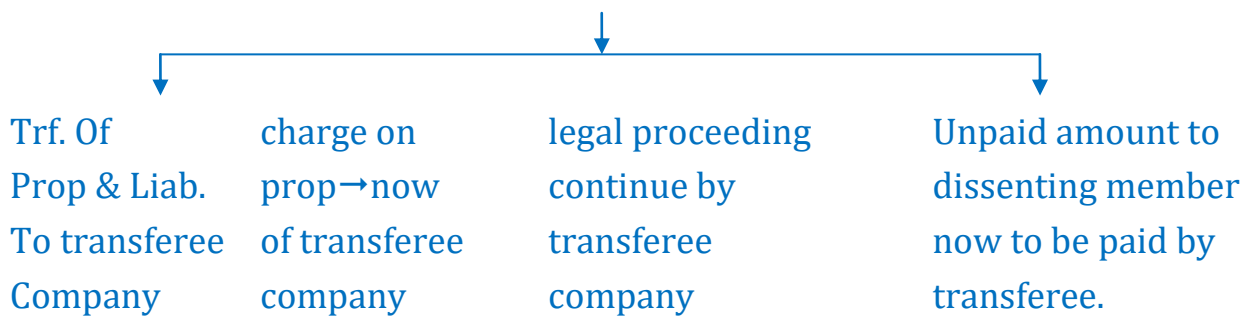 Trf. Of
Prop & Liab.
To transferee
Company
charge on
prop→now
of transferee
company
legal proceeding
continue by
transferee
company
Unpaid amount to
dissenting member
now to be paid by
transferee.